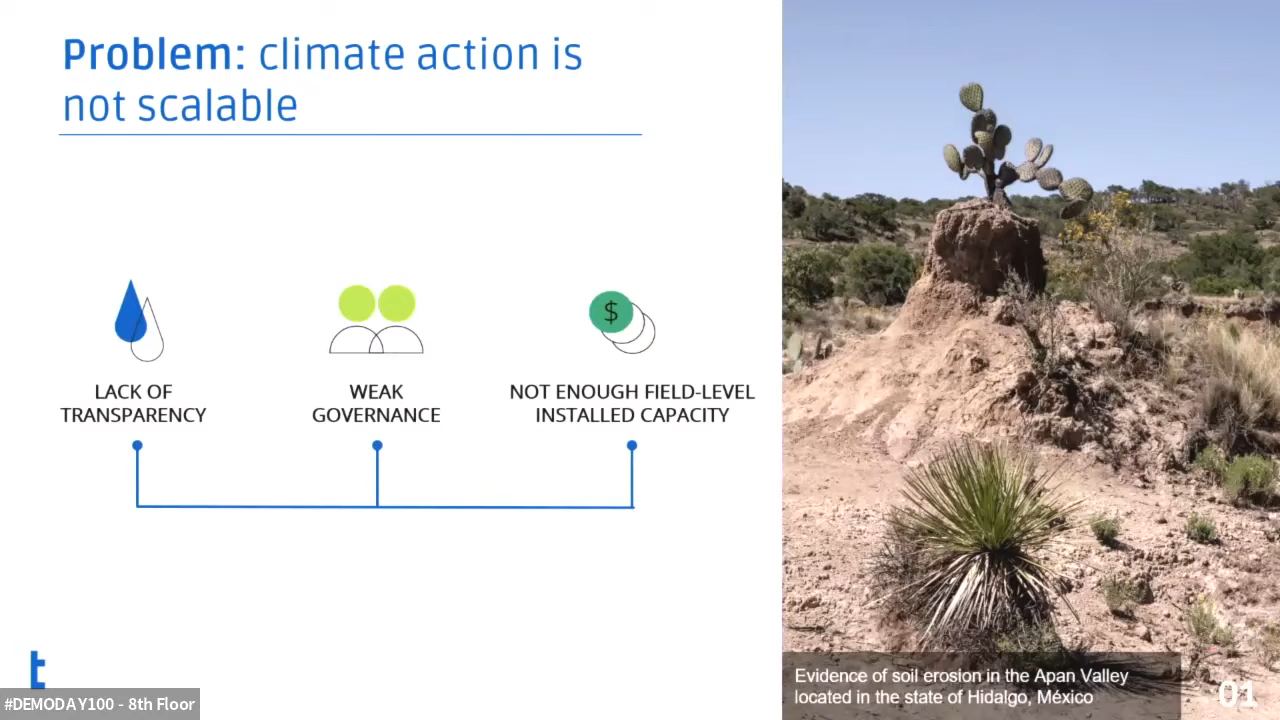 Problem: climate action is
not scalable
$
LACK OF
TRANSPARENCY
WEAK
GOVERNANCE
NOT ENOUGH FIELD-LEVEL
INSTALLED CAPACITY
t
#DEMODAY100 - 8th Floor
Evidence of soil erosion in the Apan Valley
located in the state of Hidalgo, México
01